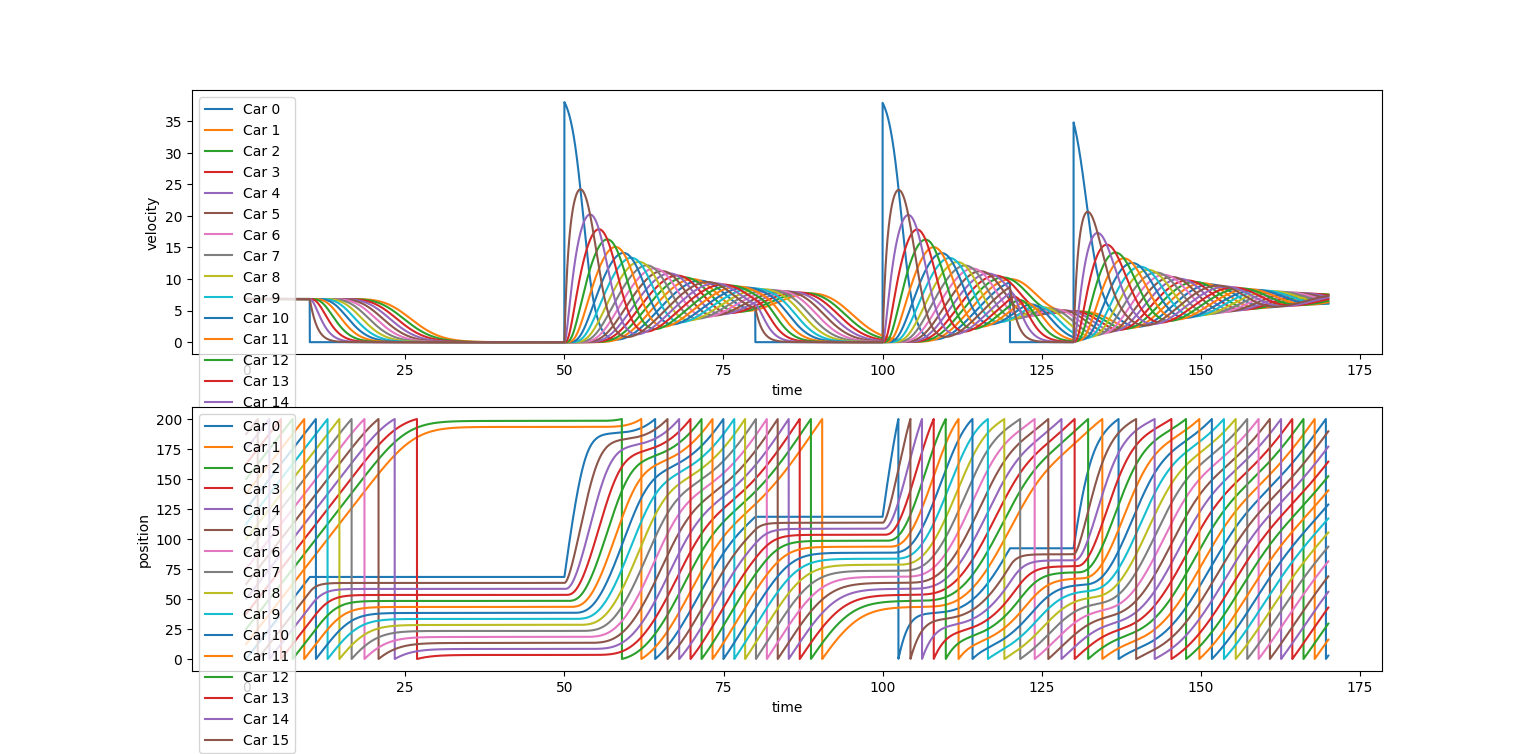 velocity
35
30
25
20
15
10
5
0
Car 0
Car 1
Car 2
Car 3
Car 4
Car 5
Car 6
Car 7
Car 8
Car 9
Car 10
Car 11
Car 12
Car 13
Car 14
0 25 50 75 100 125 150 175
time
position
200
175
150
125
100
75
50
25
0
Car 0
Car 1
Car 2
Car 3
Car 4
Car 5
Car 6
Car 7
Car 8
Car 9
Car 10
Car 11
Car 12
Car 13
Car 14
Car 15
0 25 50 75 100 125 150 175
time